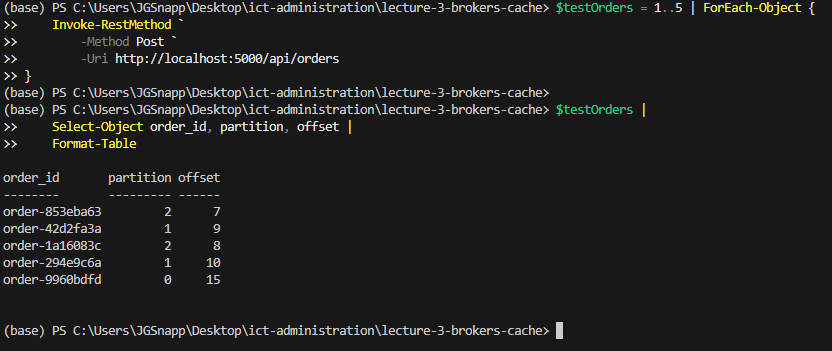 (base) PS C:\Users\JGSnapp\Desktop\ict-administration\lecture-3-brokers-cache> $testOrders = 1..5 | ForEach-Object {
>>     Invoke-RestMethod `
>>         -Method Post `
>>         -Uri http://localhost:5000/api/orders
>> }
(base) PS C:\Users\JGSnapp\Desktop\ict-administration\lecture-3-brokers-cache>
(base) PS C:\Users\JGSnapp\Desktop\ict-administration\lecture-3-brokers-cache> $testOrders |
>>     Select-Object order_id, partition, offset |
>>     Format-Table
order_id       partition offset
--------       --------- ------
order-853eba63         2      7
order-42d2fa3a         1      9
order-1a16083c         2      8
order-294e9c6a         1     10
order-9960bdfd         0     15
(base) PS C:\Users\JGSnapp\Desktop\ict-administration\lecture-3-brokers-cache>